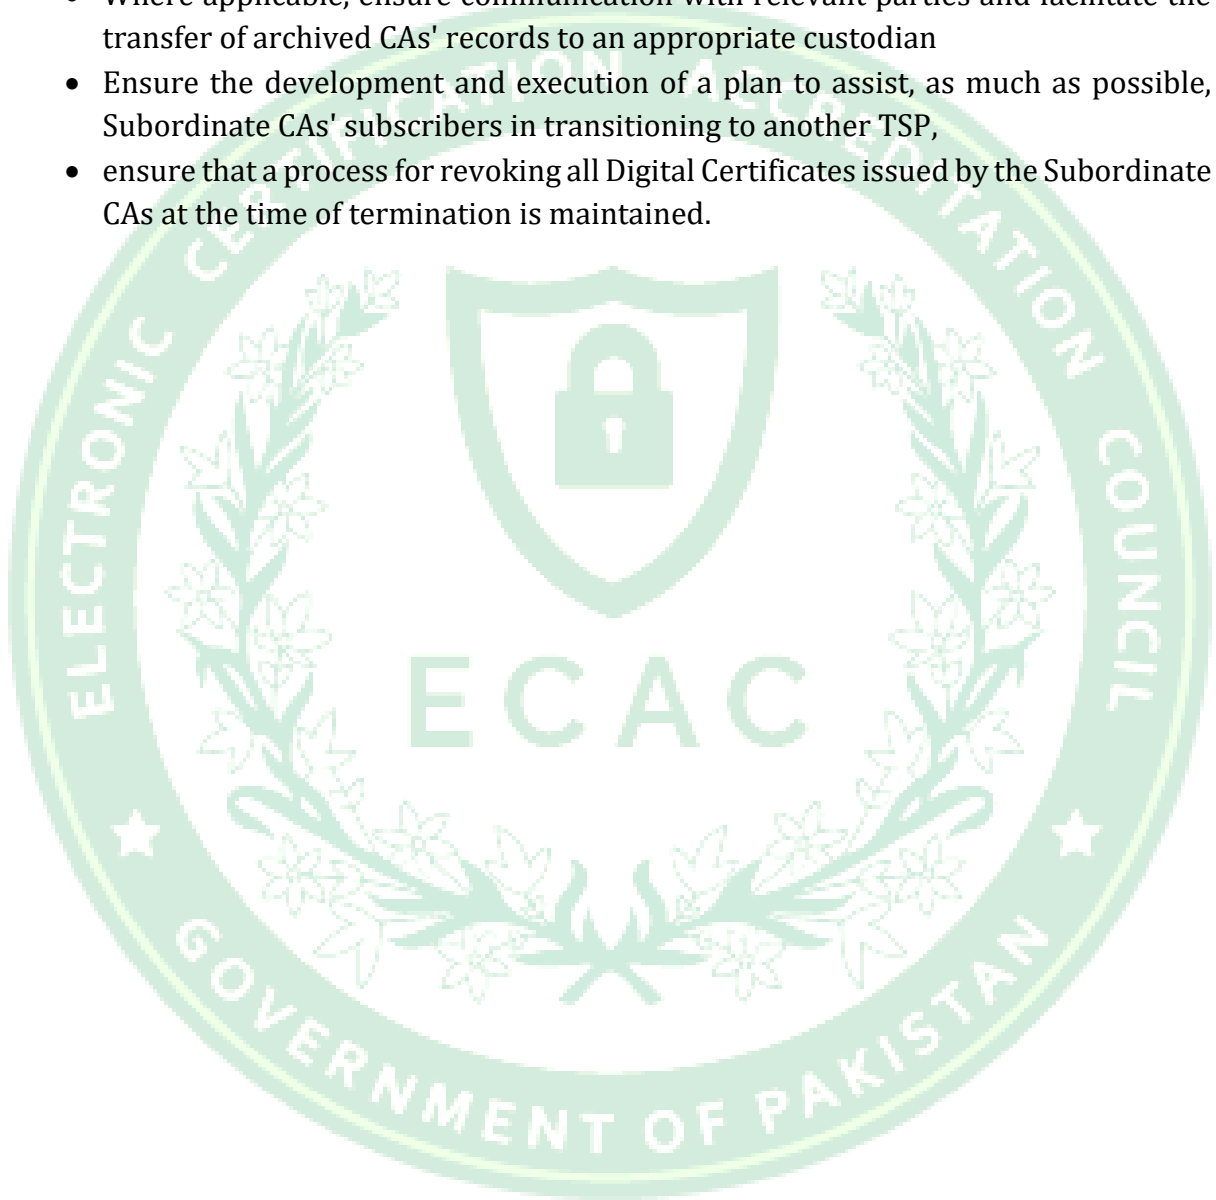 • Where applicable, ensure communication with relevant parties and facilitate the
transfer of archived CAs' records to an appropriate custodian
• Ensure the development and execution of a plan to assist, as much as possible,
Subordinate CAs' subscribers in transitioning to another TSP,
• ensure that a process for revoking all Digital Certificates issued by the Subordinate
CAs at the time of termination is maintained.
ELECTRONIC CERTIFICATION ACCREDITATION COUNCIL
ECAC
GOVERNMENT OF PAKISTAN